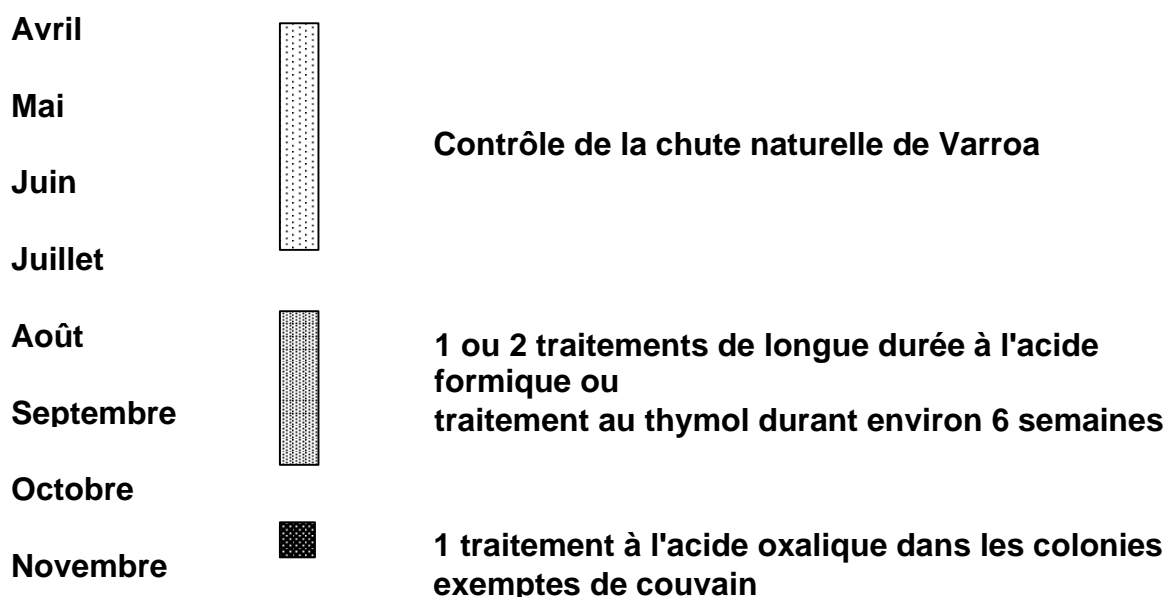 Avril
Mai
Contrôle de la chute naturelle de Varroa
Juin
Juillet
Août
1 ou 2 traitements de longue durée à l'acide
formique ou
Septembre
traitement au thymol durant environ 6 semaines
Octobre
Novembre
1 traitement à l'acide oxalique dans les colonies
exemptes de couvain